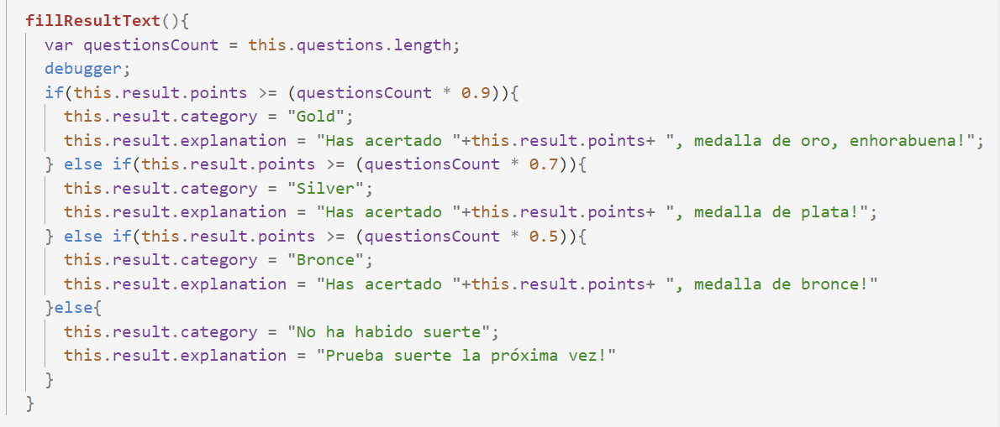 fillResultText(){
var questionsCount = this.questions.length;
debugger;
if(this.result.points >= (questionsCount * 0.9)){
this.result.category = "Gold";
this.result.explanation = "Has acertado "+this.result.points+ ", medalla de oro, enhorabuena!";
} else if(this.result.points >= (questionsCount * 0.7)){
this.result.category = "Silver";
this.result.explanation = "Has acertado "+this.result.points+ ", medalla de plata!";
} else if(this.result.points >= (questionsCount * 0.5)){
this.result.category = "Bronce";
this.result.explanation = "Has acertado "+this.result.points+ ", medalla de bronce!"
}else{
this.result.category = "No ha habido suerte";
this.result.explanation = "Prueba suerte la próxima vez!"
}
}